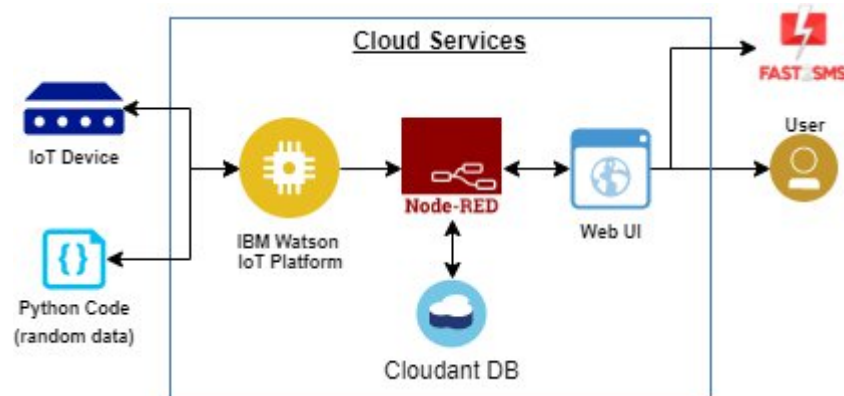 Cloud Services
FAST2SMS
IoT Device
User
Node-RED
IBM Watson
IoT Platform
Web UI
Python Code
(random data)
Cloudant DB